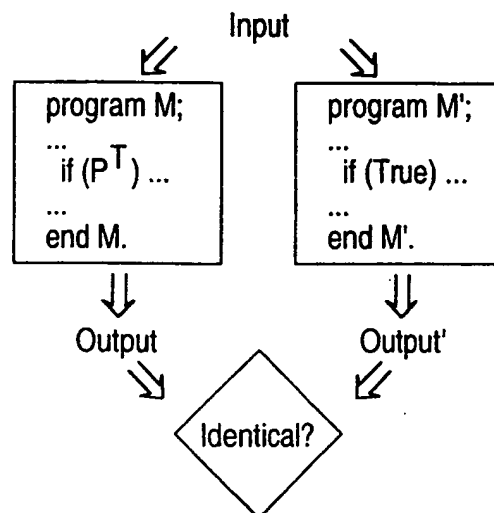 Input
program M;
...
if (P^T) ...
...
end M.
program M';
...
if (True) ...
...
end M'.
Output
Output'
Identical?